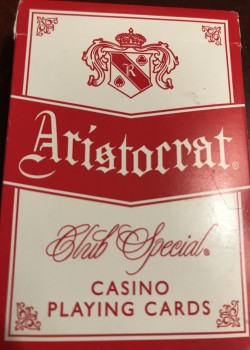 R
Aristocrat®
Club Special®
CASINO
PLAYING CARDS